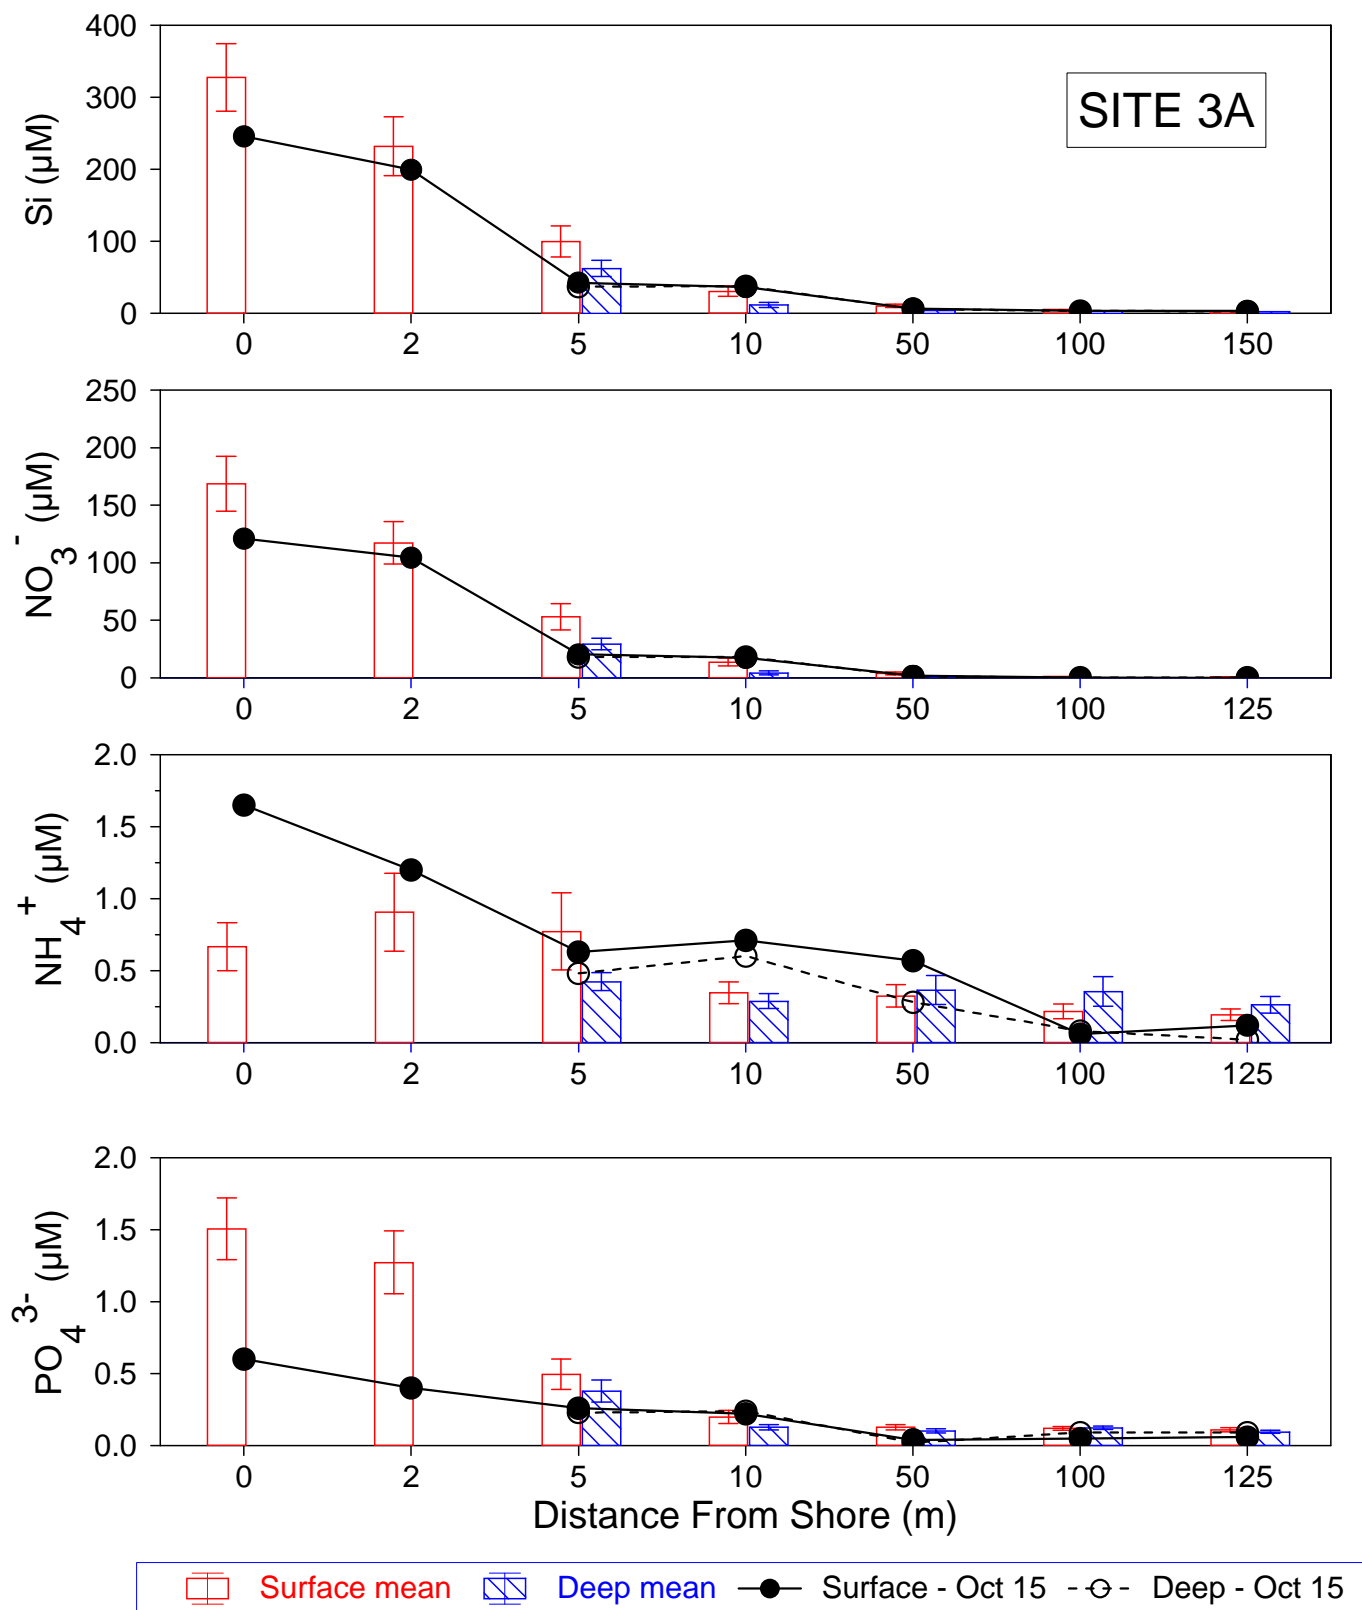 SITE 3A
Si (µM)
400
300
200
100
0
0 2 5 10 50 100 150
NO3- (µM)
250
200
150
100
50
0
0 2 5 10 50 100 125
NH4+ (µM)
2.0
1.5
1.0
0.5
0.0
0 2 5 10 50 100 125
PO43- (µM)
2.0
1.5
1.0
0.5
0.0
0 2 5 10 50 100 125
Distance From Shore (m)
Surface mean Deep mean Surface - Oct 15 Deep - Oct 15